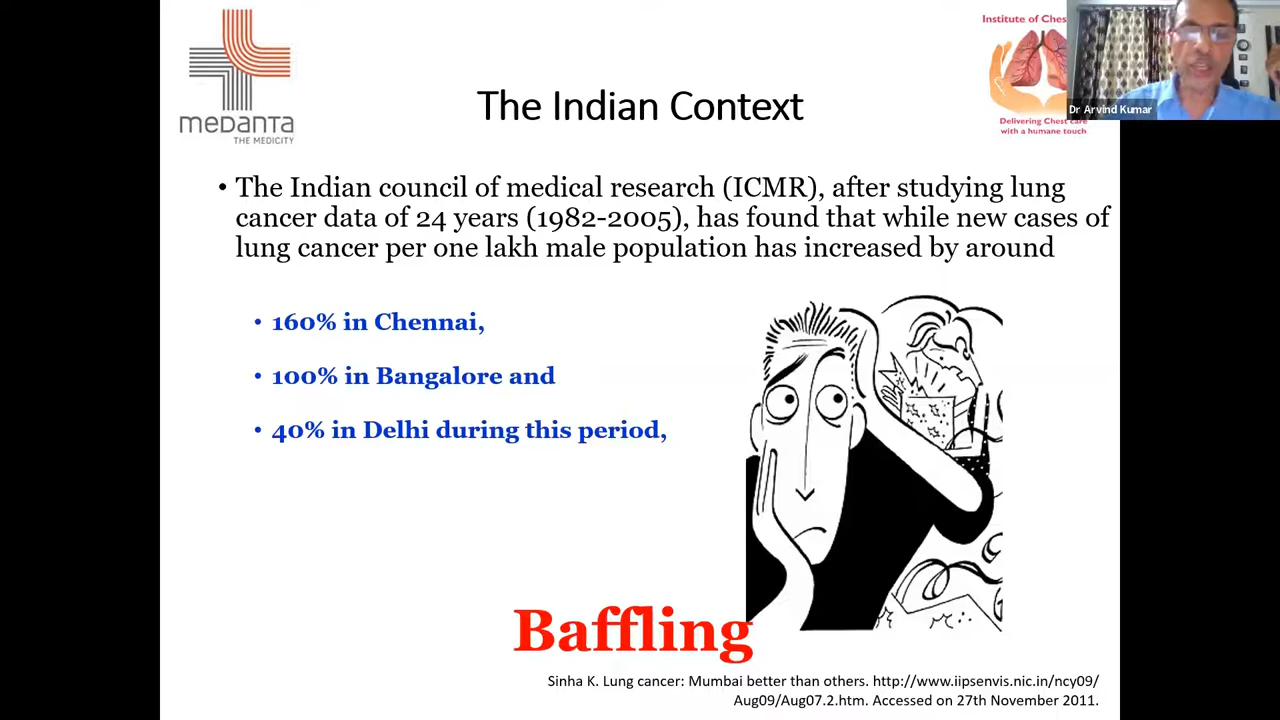 medanta
THE MEDICITY
Institute of Ches
Delivering Chest care
with a humane touch
Dr Arvind Kumar
The Indian Context
• The Indian council of medical research (ICMR), after studying lung
cancer data of 24 years (1982-2005), has found that while new cases of
lung cancer per one lakh male population has increased by around
• 160% in Chennai,
• 100% in Bangalore and
• 40% in Delhi during this period,
Baffling
Sinha K. Lung cancer: Mumbai better than others. http://www.iipsenvis.nic.in/ncy09/
Aug09/Aug07.2.htm. Accessed on 27th November 2011.